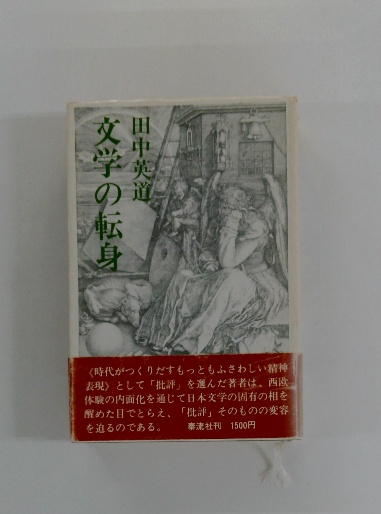 田中英道
文学の転身
《時代がつくりだすもっともふさわしい精神
表現》として「批評」を選んだ著者は、西欧
体験の内面化を通じて日本文学の固有の相を
醒めた目でとらえ、「批評」そのものの変容
を迫るのである。 泰流社刊 1500円